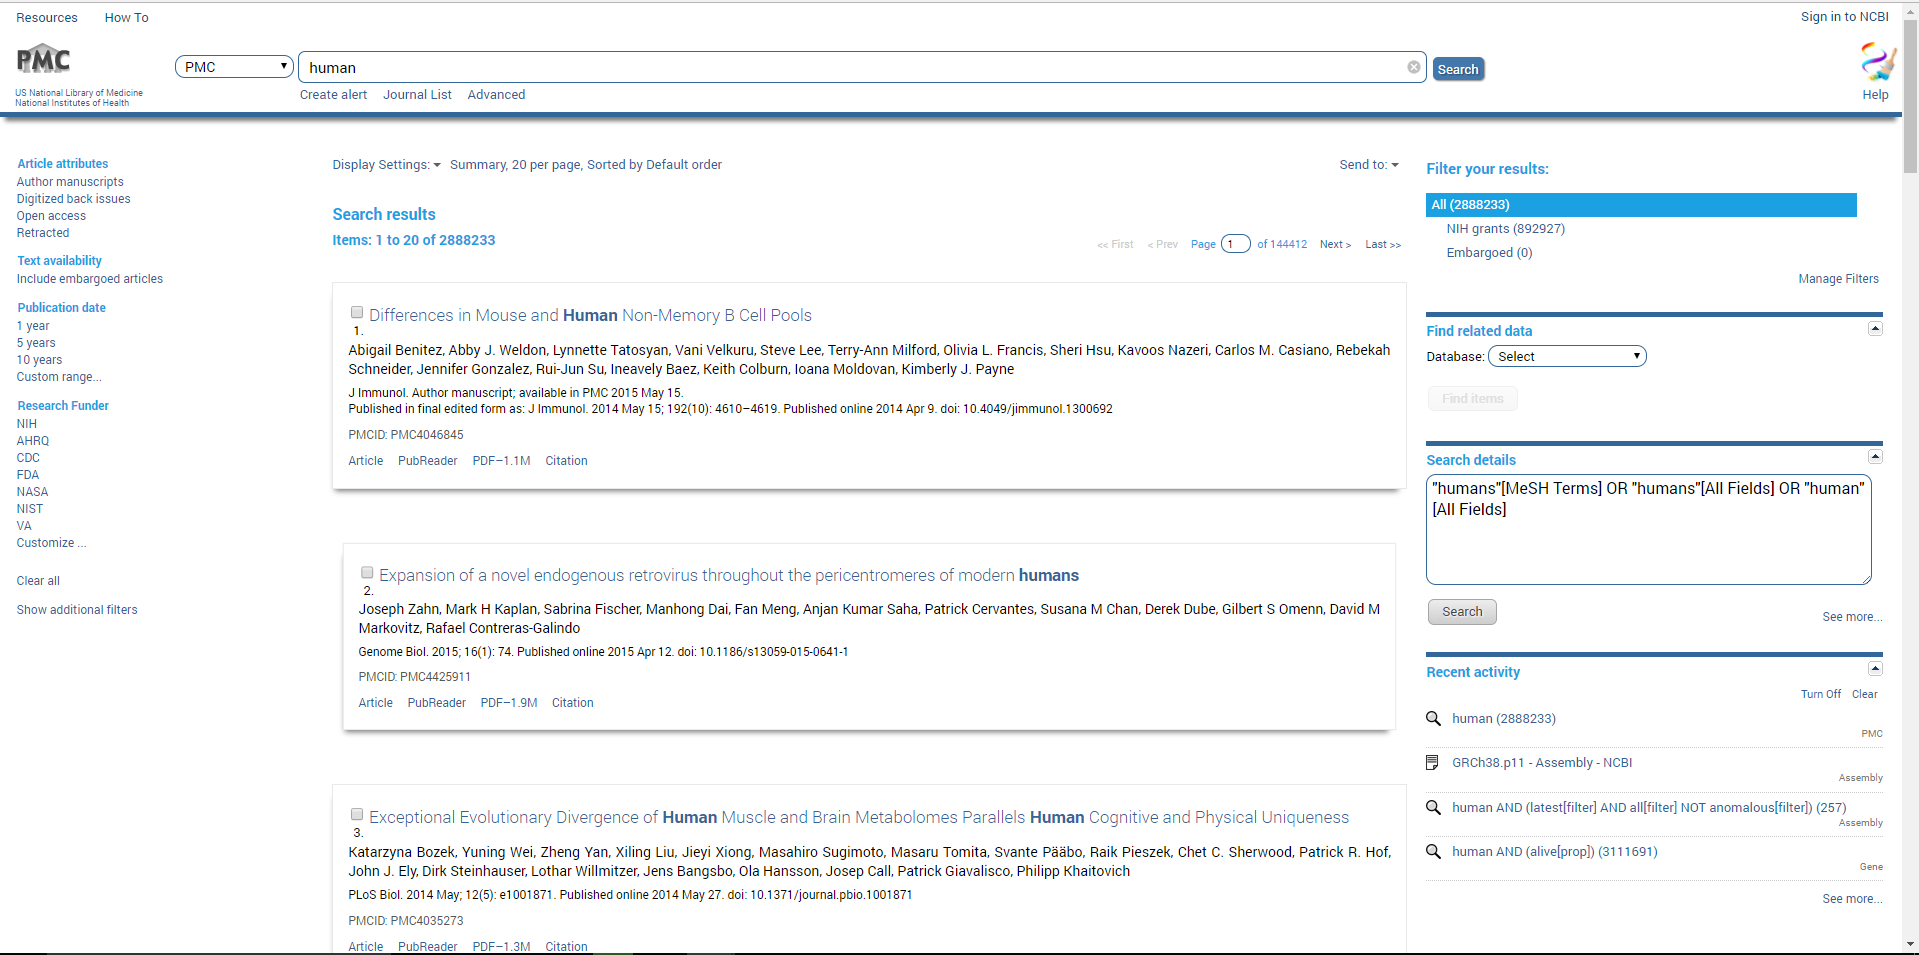 Resources How To Sign in to NCBI
PMC
US National Library of Medicine
National Institutes of Health
PMC human Search
Create alert Journal List Advanced Help
Article attributes
Author manuscripts
Digitized back issues
Open access
Retracted
Text availability
Include embargoed articles
Publication date
1 year
5 years
10 years
Custom range...
Research Funder
NIH
AHRQ
CDC
FDA
NASA
NIST
VA
Customize ...
Clear all
Show additional filters
Display Settings: Summary, 20 per page, Sorted by Default order Send to:
Search results
Items: 1 to 20 of 2888233
<< First < Prev Page 1 of 144412 Next > Last >>
Differences in Mouse and Human Non-Memory B Cell Pools
1.
Abigail Benitez, Abby J. Weldon, Lynnette Tatosyan, Vani Velkuru, Steve Lee, Terry-Ann Milford, Olivia L. Francis, Sheri Hsu, Kavoos Nazeri, Carlos M. Casiano, Rebekah
Schneider, Jennifer Gonzalez, Rui-Jun Su, Ineavely Baez, Keith Colburn, Ioana Moldovan, Kimberly J. Payne
J Immunol. Author manuscript; available in PMC 2015 May 15.
Published in final edited form as: J Immunol. 2014 May 15; 192(10): 4610–4619. Published online 2014 Apr 9. doi: 10.4049/jimmunol.1300692
PMCID: PMC4046845
Article PubReader PDF–1.1M Citation
Expansion of a novel endogenous retrovirus throughout the pericentromeres of modern humans
2.
Joseph Zahn, Mark H Kaplan, Sabrina Fischer, Manhong Dai, Fan Meng, Anjan Kumar Saha, Patrick Cervantes, Susana M Chan, Derek Dube, Gilbert S Omenn, David M
Markovitz, Rafael Contreras-Galindo
Genome Biol. 2015; 16(1): 74. Published online 2015 Apr 12. doi: 10.1186/s13059-015-0641-1
PMCID: PMC4425911
Article PubReader PDF–1.9M Citation
Exceptional Evolutionary Divergence of Human Muscle and Brain Metabolomes Parallels Human Cognitive and Physical Uniqueness
3.
Katarzyna Bozek, Yuning Wei, Zheng Yan, Xiling Liu, Jieyi Xiong, Masahiro Sugimoto, Masaru Tomita, Svante Pääbo, Raik Pieszek, Chet C. Sherwood, Patrick R. Hof,
John J. Ely, Dirk Steinhauser, Lothar Willmitzer, Jens Bangsbo, Ola Hansson, Josep Call, Patrick Giavalisco, Philipp Khaitovich
PLoS Biol. 2014 May; 12(5): e1001871. Published online 2014 May 27. doi: 10.1371/journal.pbio.1001871
PMCID: PMC4035273
Article PubReader PDF–1.3M Citation
Filter your results:
All (2888233)
NIH grants (892927)
Embargoed (0)
Manage Filters
Find related data
Database: Select
Find items
Search details
"humans"[MeSH Terms] OR "humans"[All Fields] OR "human"
[All Fields]
Search
See more...
Recent activity
Turn Off Clear
human (2888233)
PMC
GRCh38.p11 - Assembly - NCBI
Assembly
human AND (latest[filter] AND all[filter] NOT anomalous[filter]) (257)
Assembly
human AND (alive[prop]) (3111691)
Gene
See more...